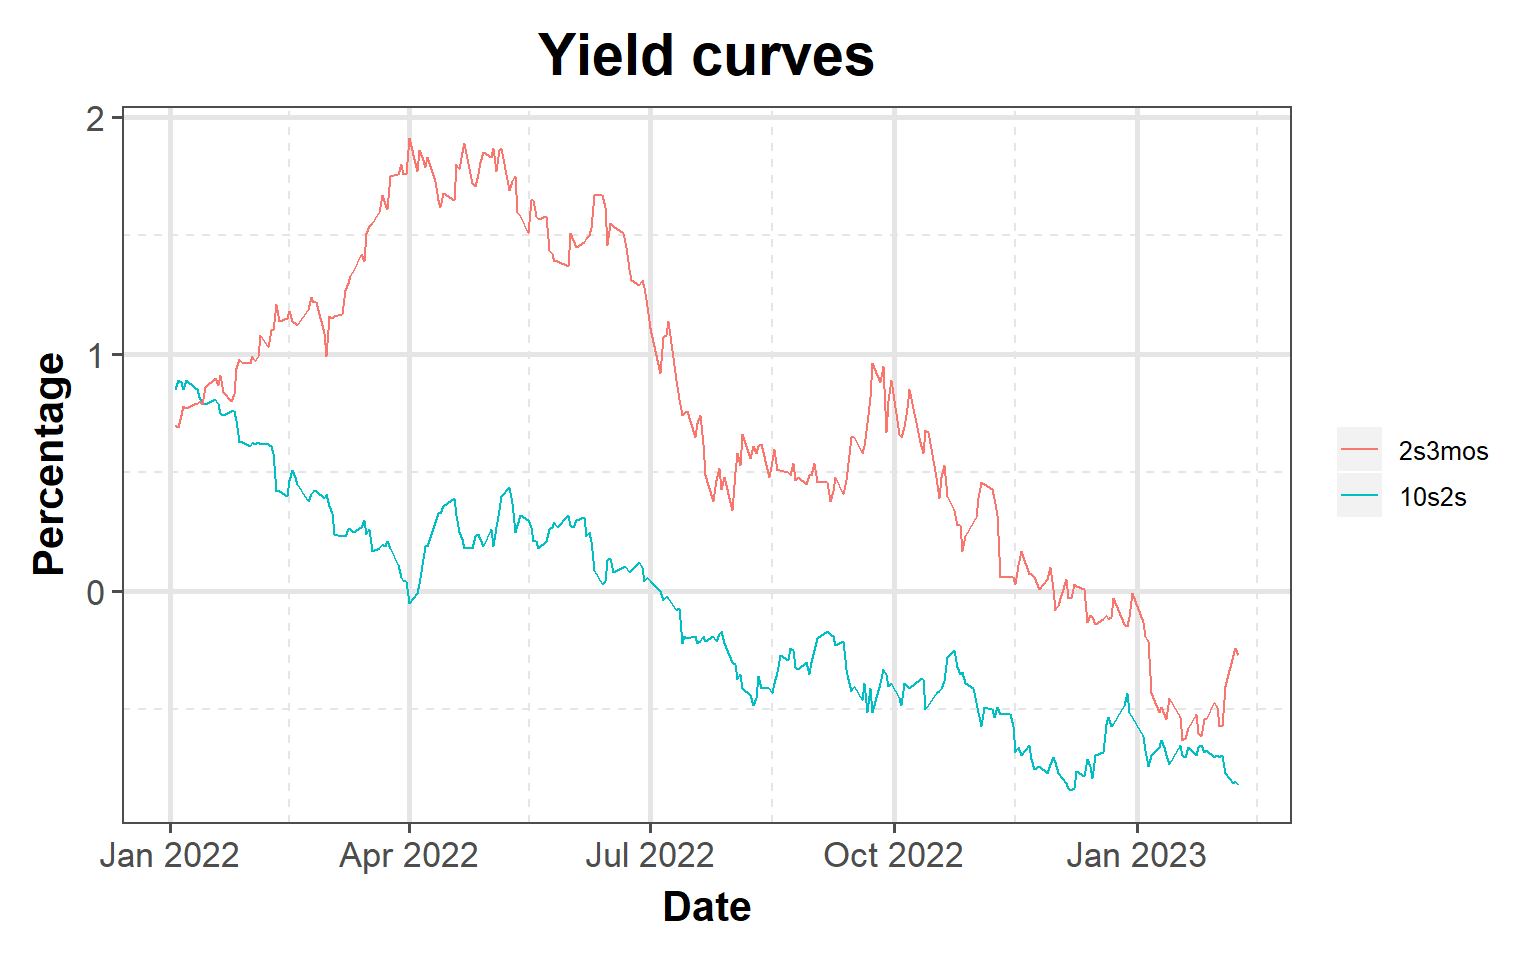 Yield curves
2
1
0
Percentage
Jan 2022
Apr 2022
Jul 2022
Oct 2022
Jan 2023
Date
2s3mos
10s2s